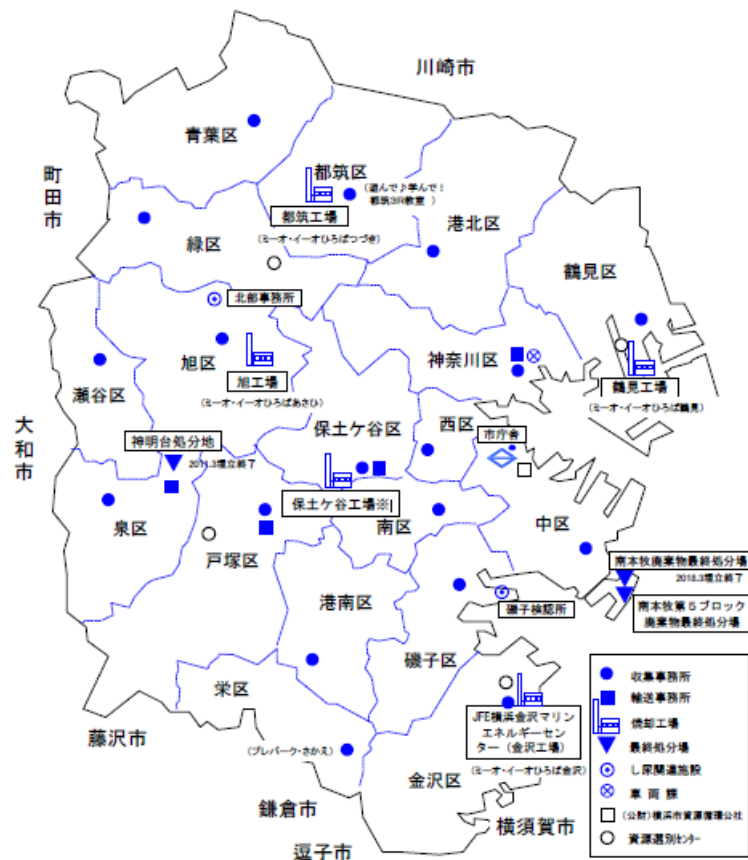 川崎市
青葉区
町田市
都筑区
(遊んで♪学んで!
都筑3R教室 )
都筑工場
(ミーオ・イーオひろばつづき)
港北区
緑区
鶴見区
北部事務所
旭区
旭工場
(ミーオ・イーオひろばあさひ)
神奈川区
鶴見工場
(ミーオ・イーオひろば鶴見)
瀬谷区
大和市
保土ケ谷区
西区
市庁舎
神明台処分地
2011.3埋立終了
保土ケ谷工場※
泉区
戸塚区
南区
中区
南本牧廃棄物最終処分場
2018.3埋立終了
南本牧第5ブロック
廃棄物最終処分場
港南区
磯子検認所
磯子区
栄区
藤沢市
(プレパーク・さかえ)
JFE横浜金沢マリン
エネルギーセン
ター(金沢工場)
(ミーオ・イーオひろば金沢)
金沢区
鎌倉市
横須賀市
逗子市
収集事務所
輸送事務所
焼却工場
最終処分場
し尿関連施設
車両課
(公財)横浜市資源循環公社
資源選別センター